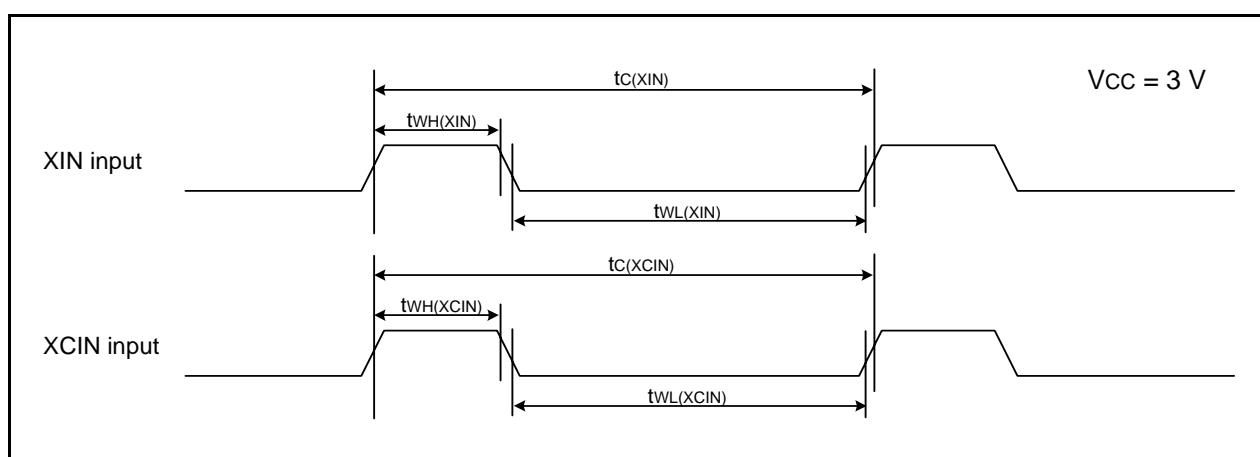 tC(XIN)
VCC = 3 V
tWH(XIN)
XIN input
tWL(XIN)
tC(XCIN)
tWH(XCIN)
XCIN input
tWL(XCIN)